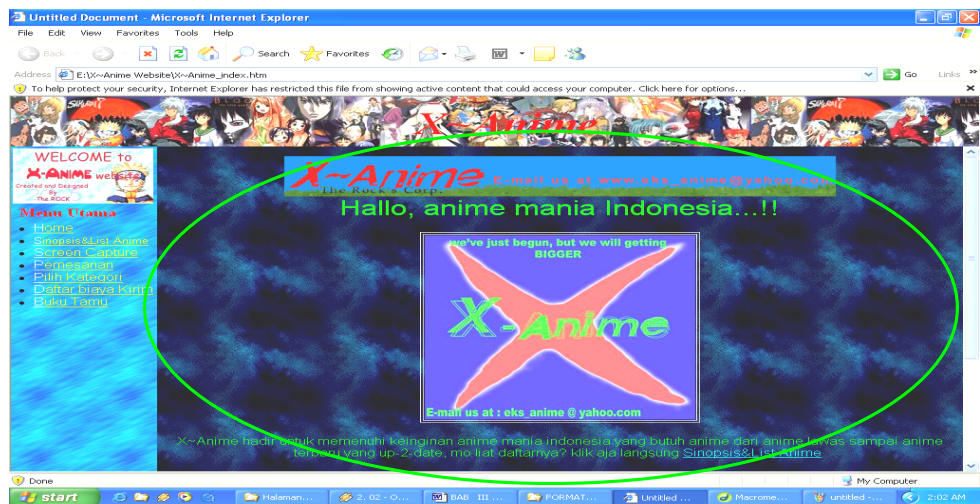 Untitled Document - Microsoft Internet Explorer
File Edit View Favorites Tools Help
Back Search Favorites
Address E:\X~Anime Website\X~Anime_index.htm Go Links »
To help protect your security, Internet Explorer has restricted this file from showing active content that could access your computer. Click here for options...
X~Anime
WELCOME to
X-ANIME website
Created and Designed
By
The ROCK
Menu Utama
Home
Sinopsis&List Anime
Screen Capture
Pemesanan
Pilih Kategori
Daftar biaya Kirim
Buku Tamu
X~Anime E-mail us at www.eks_anime@yahoo.com
The Rock's Corp.
Hallo, anime mania Indonesia...!!
we've just begun, but we will getting
BIGGER
X-Anime
E-mail us at : eks_anime @ yahoo.com
X~Anime hadir untuk memenuhi keinginan anime mania indonesia yang butuh anime dari anime lawas sampai anime
terbaru yang up-2-date, mo liat daftarnya? klik aja langsung Sinopsis&List Anime
Done My Computer
start Halaman... 2. 02 - O... BAB III ... FORMAT... Untitled ... Macrome... untitled -... 2:02 AM